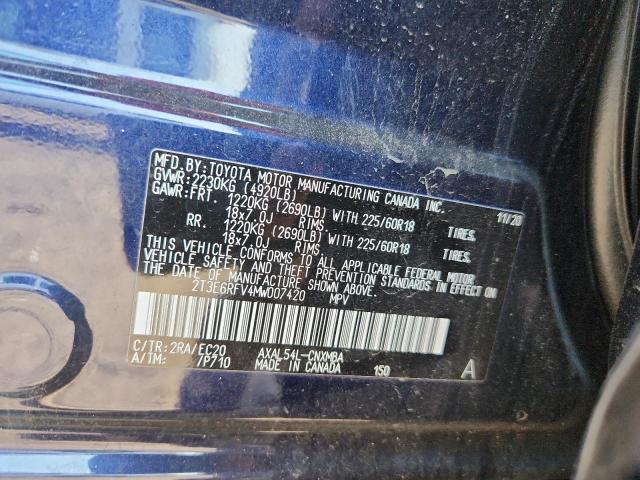 MFD.BY:TOYOTA MOTOR MANUFACTURING CANADA INC.
GVWR:2230KG (4920LB) 11/20
GAWR:FRT. 1220KG (2690LB) WITH 225/60R18 TIRES,
18x7.0J RIMS,
RR. 1220KG (2690LB) WITH 225/60R18 TIRES,
18x7.0J RIMS,
THIS VEHICLE CONFORMS TO ALL APPLICABLE FEDERAL MOTOR
VEHICLE SAFETY AND THEFT PREVENTION STANDARDS IN EFFECT ON
THE DATE OF MANUFACTURE SHOWN ABOVE.
2T3E6RFV4MW007420 MPV
C/TR:2RA/EC20 AXAL54L-CNXMBA
A/TM: /P710 MADE IN CANADA 150 A